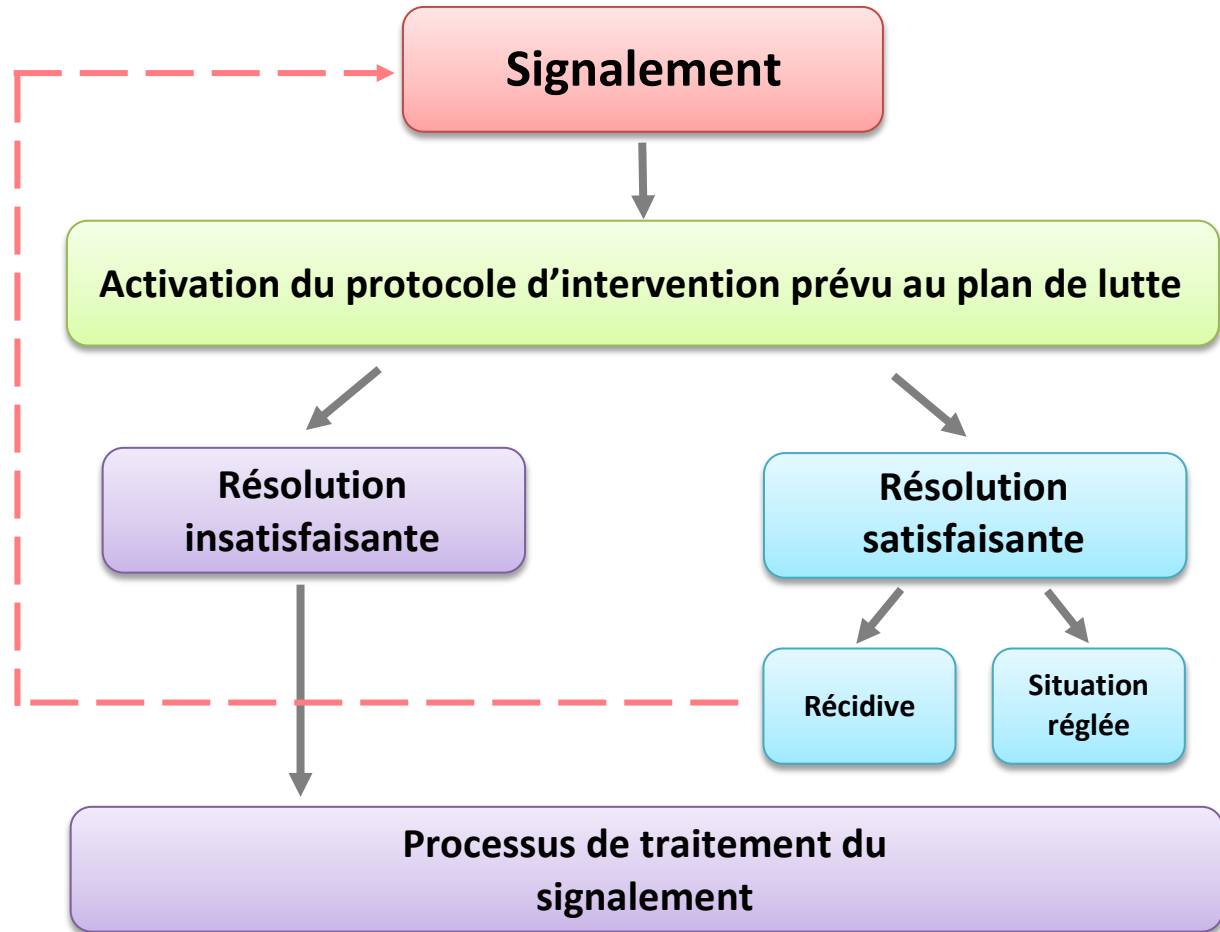 Signalement
Activation du protocole d’intervention prévu au plan de lutte
Résolution
insatisfaisante
Résolution
satisfaisante
Récidive
Situation
réglée
Processus de traitement du
signalement